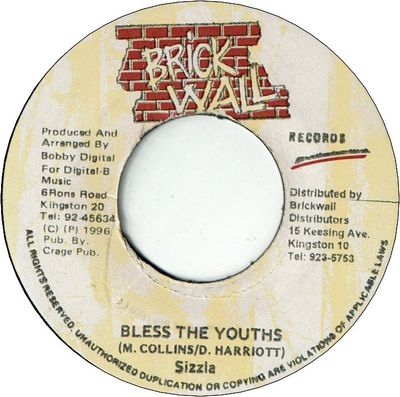 BRICK
WALL
RECORDS
Produced And
Arranged By
Bobby Digital
For Digital-B
Music
6Rons Road
Kingston 20
Tel: 92-45634
(C) (P) 1996
Pub. By.
Crage Pub.
Distributed by
Brickwall
Distributors
15 Keesing Ave.
Kingston 10
Tel: 923-5753
BLESS THE YOUTHS
(M. COLLINS/D. HARRIOTT)
Sizzla
ALL RIGHTS RESERVED. UNAUTHORIZED DUPLICATION OR COPYING ARE VIOLATIONS OF APPLICABLE LAWS